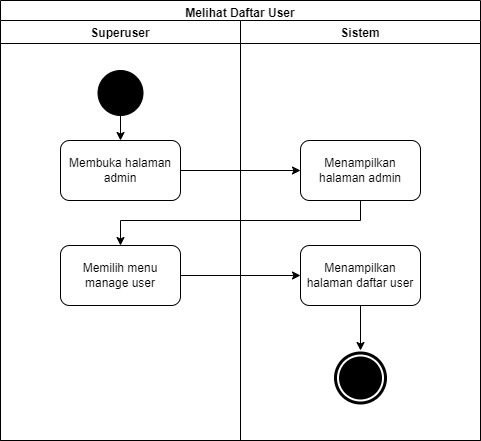 Melihat Daftar User
Superuser
Sistem
Membuka halaman
admin
Menampilkan
halaman admin
Memilih menu
manage user
Menampilkan
halaman daftar user